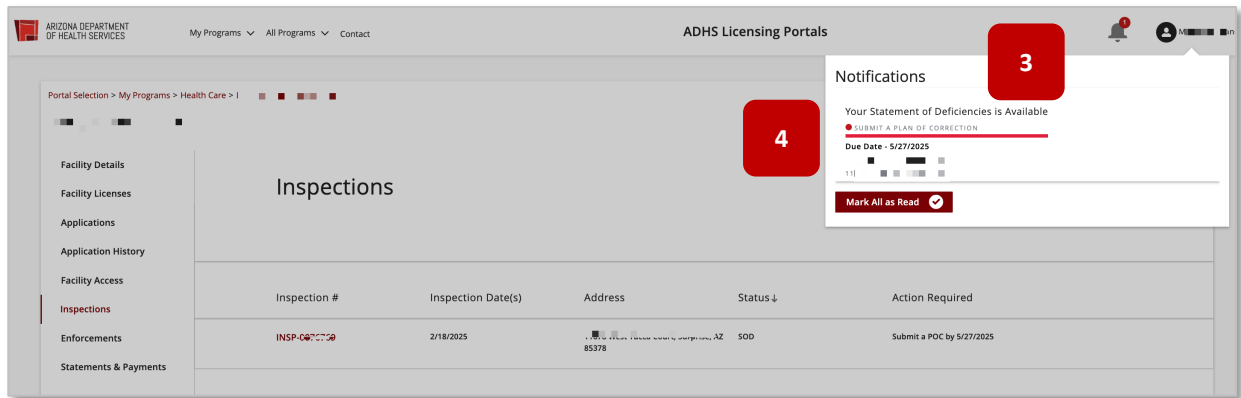 ARIZONA DEPARTMENT
OF HEALTH SERVICES
My Programs All Programs Contact
ADHS Licensing Portals
1
3
Notifications
Your Statement of Deficiencies is Available
SUBMIT A PLAN OF CORRECTION
Due Date - 5/27/2025
Mark All as Read
4
Portal Selection > My Programs > Health Care >
Facility Details
Facility Licenses
Applications
Application History
Facility Access
Inspections
Enforcements
Statements & Payments
Inspections
Inspection # Inspection Date(s) Address Status↓ Action Required
2/18/2025 AZ SOD Submit a POC by 5/27/2025
85378